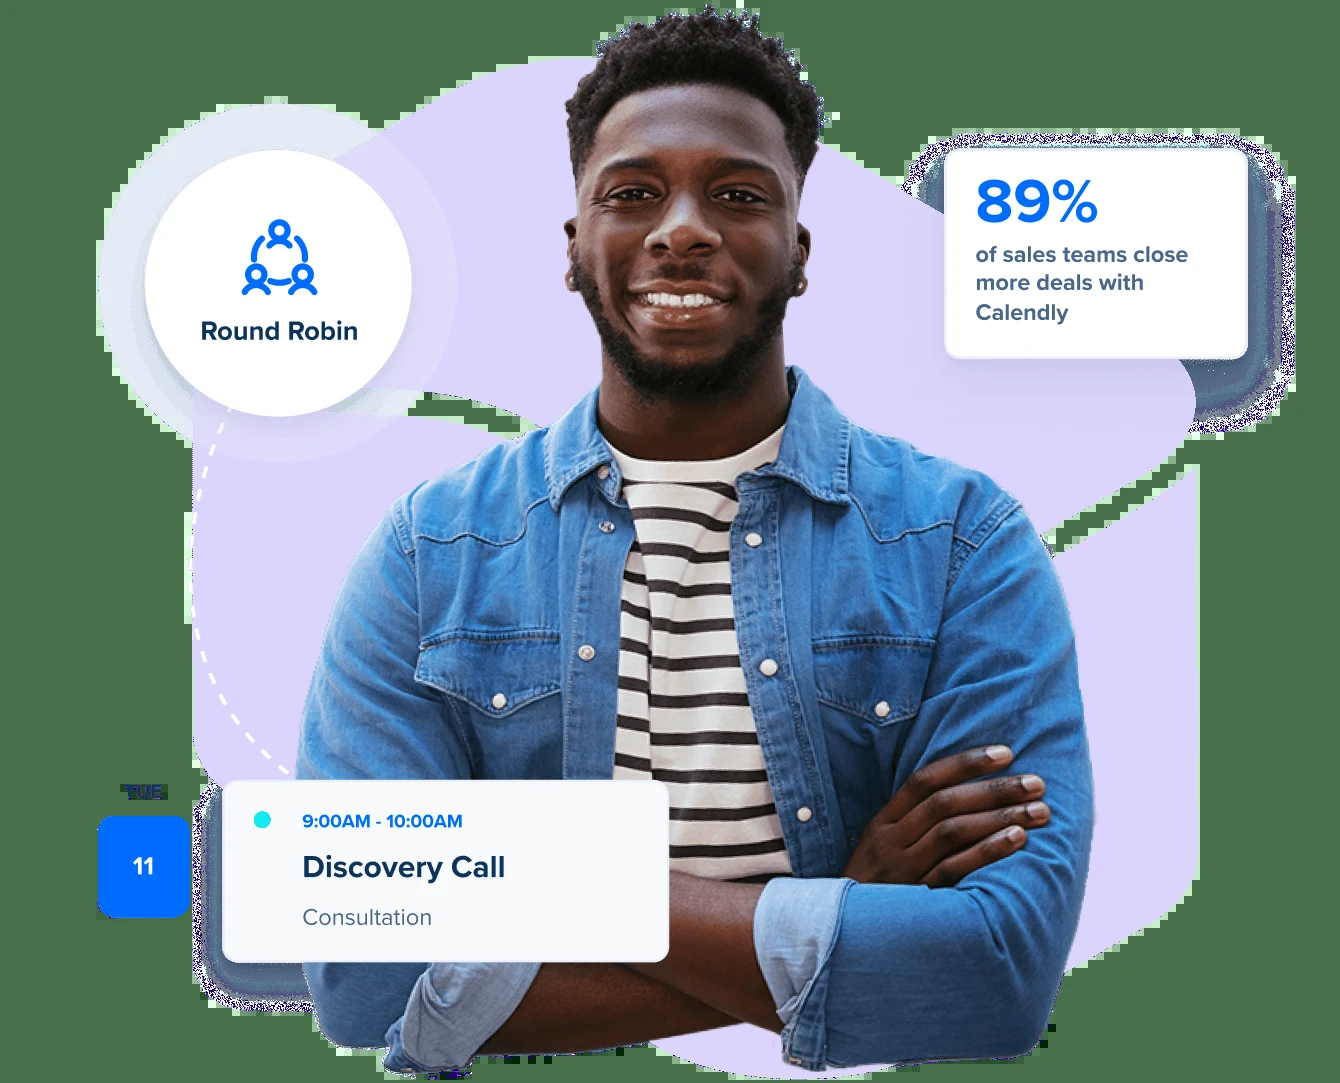 89%
of sales teams close
more deals with
Calendly
Round Robin
TUE
11
9:00AM - 10:00AM
Discovery Call
Consultation